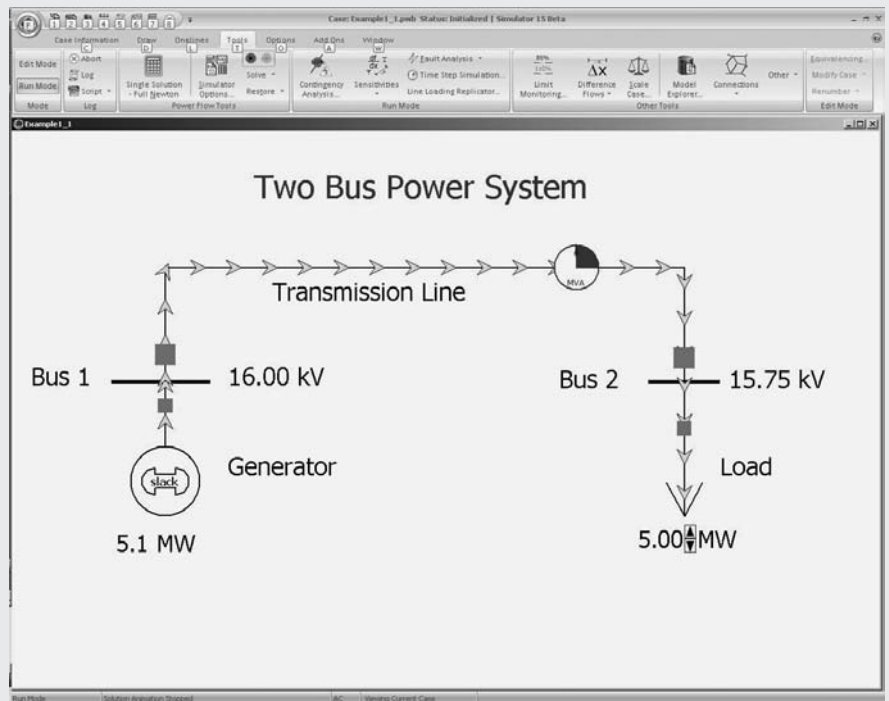 Case: Example1_1.pwb Status: Initialized | Simulator 15 Beta
Case Information Draw Onelines Tools Options Add Ons Window
C D L T O A W
Edit Mode
Run Mode
Mode
Abort
Log
Script
Log
Single Solution - Full Newton
Simulator Options...
Solve
Restore
Power Flow Tools
Contingency Analysis...
Sensitivities
Fault Analysis
Time Step Simulation...
Line Loading Replicator...
Run Mode
Limit Monitoring...
Difference Flows
Scale Case...
Model Explorer...
Connections
Other
Other Tools
Equivalencing...
Modify Case
Renumber
Edit Mode
Example1_1
Two Bus Power System
MVA
Transmission Line
Bus 1
16.00 kV
Bus 2
15.75 kV
slack
Generator
Load
5.1 MW
5.00 MW
Run Mode
Solution Animation Stopped
AC
Viewing Current Case